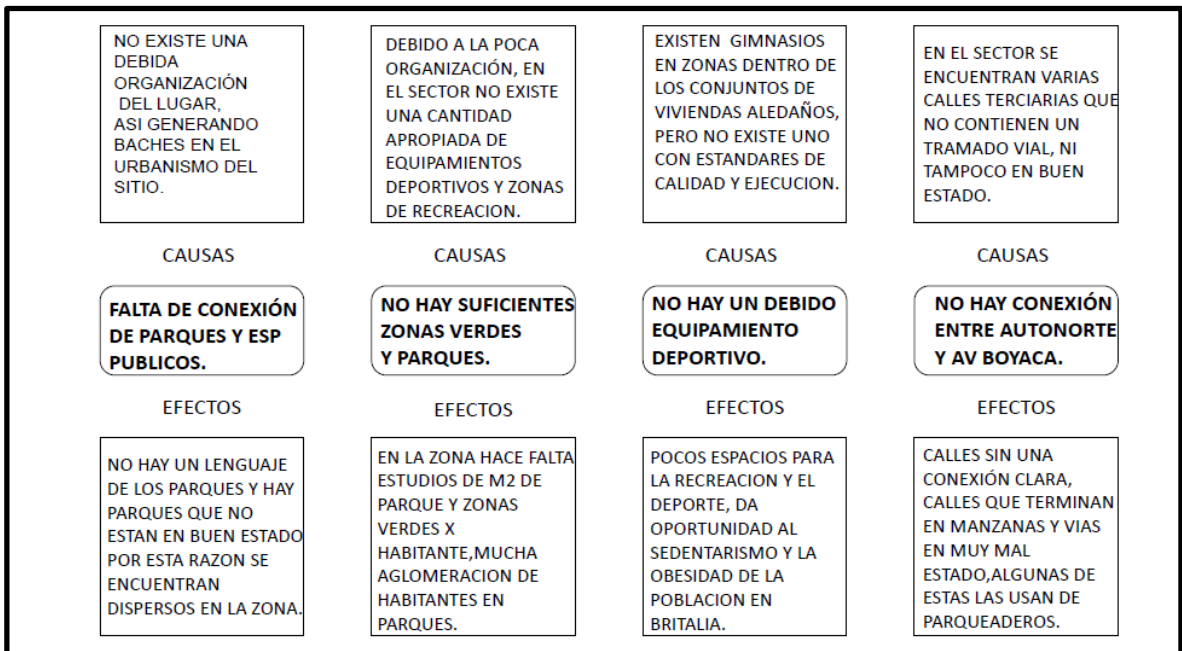 NO EXISTE UNA
DEBIDA
ORGANIZACIÓN
DEL LUGAR,
ASI GENERANDO
BACHES EN EL
URBANISMO DEL
SITIO.
CAUSAS
FALTA DE CONEXIÓN
DE PARQUES Y ESP
PUBLICOS.
EFECTOS
NO HAY UN LENGUAJE
DE LOS PARQUES Y HAY
PARQUES QUE NO
ESTAN EN BUEN ESTADO
POR ESTA RAZON SE
ENCUENTRAN
DISPERSOS EN LA ZONA.
DEBIDO A LA POCA
ORGANIZACIÓN, EN
EL SECTOR NO EXISTE
UNA CANTIDAD
APROPIADA DE
EQUIPAMIENTOS
DEPORTIVOS Y ZONAS
DE RECREACION.
CAUSAS
NO HAY SUFICIENTES
ZONAS VERDES
Y PARQUES.
EFECTOS
EN LA ZONA HACE FALTA
ESTUDIOS DE M2 DE
PARQUE Y ZONAS
VERDES X
HABITANTE,MUCHA
AGLOMERACION DE
HABITANTES EN
PARQUES.
EXISTEN GIMNASIOS
EN ZONAS DENTRO DE
LOS CONJUNTOS DE
VIVIENDAS ALEDAÑOS,
PERO NO EXISTE UNO
CON ESTANDARES DE
CALIDAD Y EJECUCION.
CAUSAS
NO HAY UN DEBIDO
EQUIPAMIENTO
DEPORTIVO.
EFECTOS
POCOS ESPACIOS PARA
LA RECREACION Y EL
DEPORTE, DA
OPORTUNIDAD AL
SEDENTARISMO Y LA
OBESIDAD DE LA
POBLACION EN
BRITALIA.
EN EL SECTOR SE
ENCUENTRAN VARIAS
CALLES TERCIARIAS QUE
NO CONTIENEN UN
TRAMADO VIAL, NI
TAMPOCO EN BUEN
ESTADO.
CAUSAS
NO HAY CONEXIÓN
ENTRE AUTONORTE
Y AV BOYACA.
EFECTOS
CALLES SIN UNA
CONEXIÓN CLARA,
CALLES QUE TERMINAN
EN MANZANAS Y VIAS
EN MUY MAL
ESTADO,ALGUNAS DE
ESTAS LAS USAN DE
PARQUEADEROS.